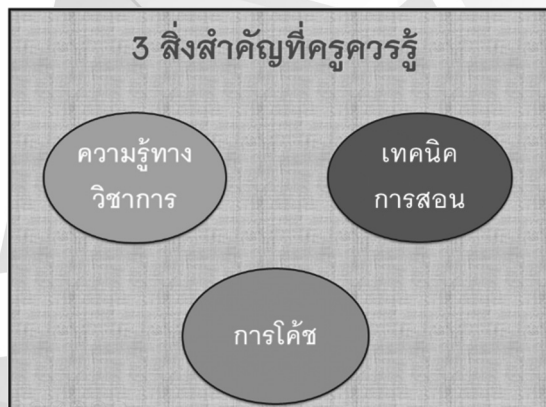 3 สิ่งสำคัญที่ครูควรรู้
ความรู้ทาง
วิชาการ
เทคนิค
การสอน
การโค้ช